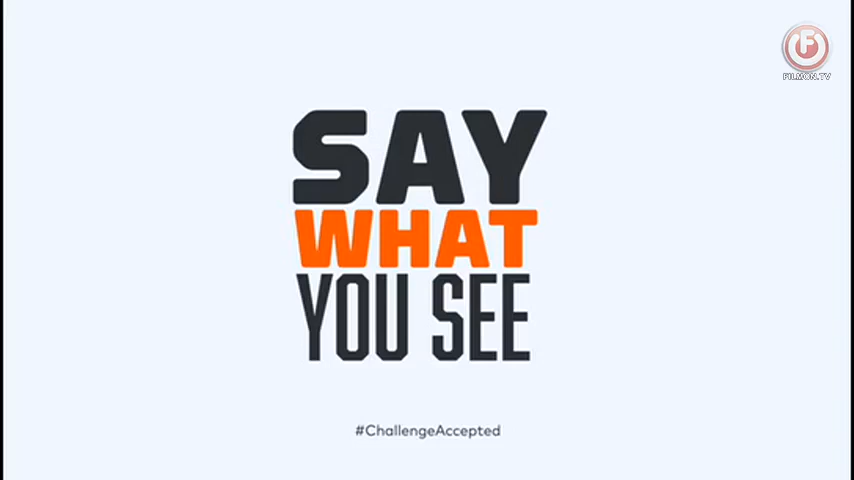 F
FILMON.TV
SAY
WHAT
YOU SEE
#ChallengeAccepted